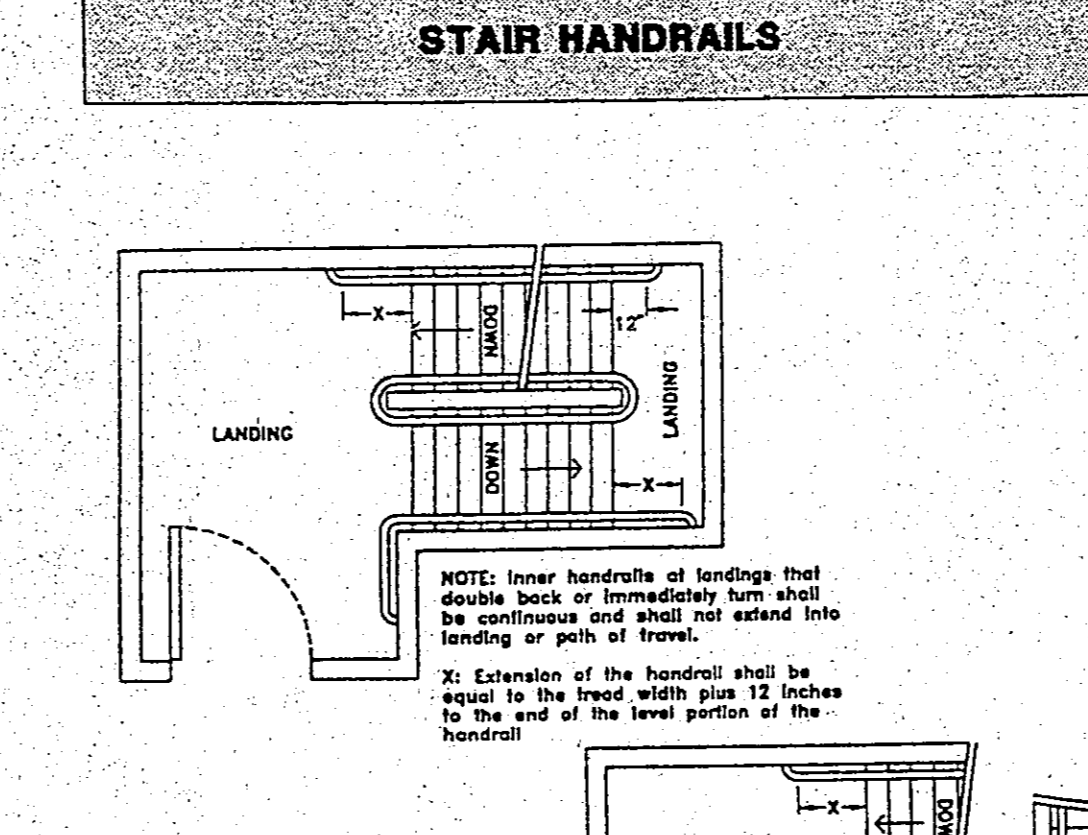 STAIR HANDRAILS
X
DOWN
12"
LANDING
LANDING
DOWN
X
NOTE: Inner handrails at landings that
double back or immediately turn shall
be continuous and shall not extend into
landing or path of travel.
X: Extension of the handrail shall be
equal to the tread width plus 12 inches
to the end of the level portion of the
handrail
X